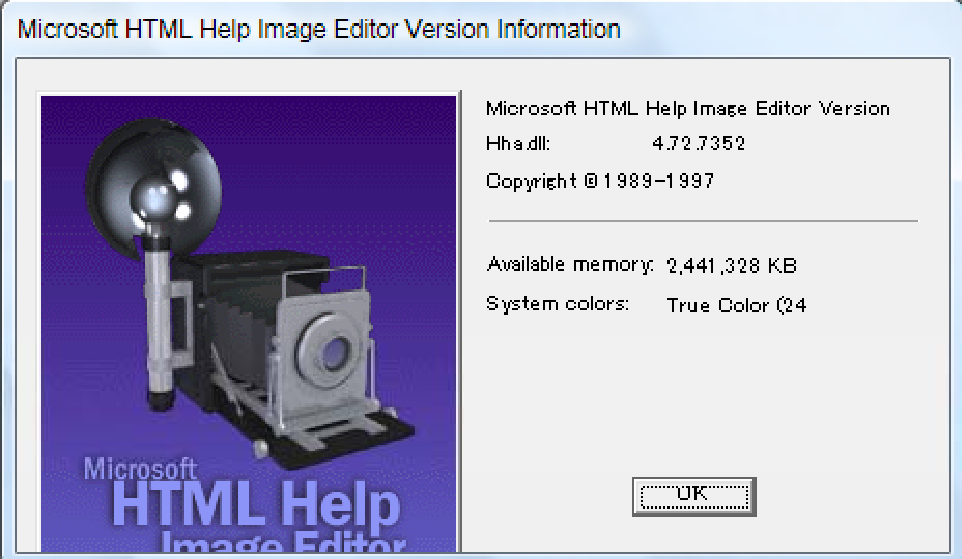 Microsoft HTML Help Image Editor Version Information
Microsoft HTML Help Image Editor Version
Hha.dll: 4.72.7352
Copyright © 1989-1997
Available memory: 2,441,328 KB
System colors: True Color (24
Microsoft
HTML Help
Image Editor
OK